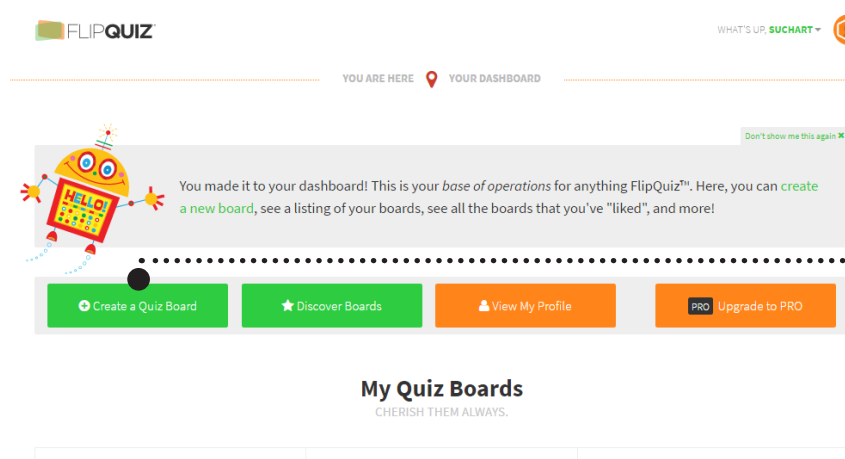 FLIPQUIZ™
WHAT'S UP, SUCHART
YOU ARE HERE YOUR DASHBOARD
Don't show me this again ✖
HELLO!
You made it to your dashboard! This is your base of operations for anything FlipQuiz™. Here, you can create
a new board, see a listing of your boards, see all the boards that you've "liked", and more!
Create a Quiz Board Discover Boards View My Profile PRO Upgrade to PRO
My Quiz Boards
CHERISH THEM ALWAYS.